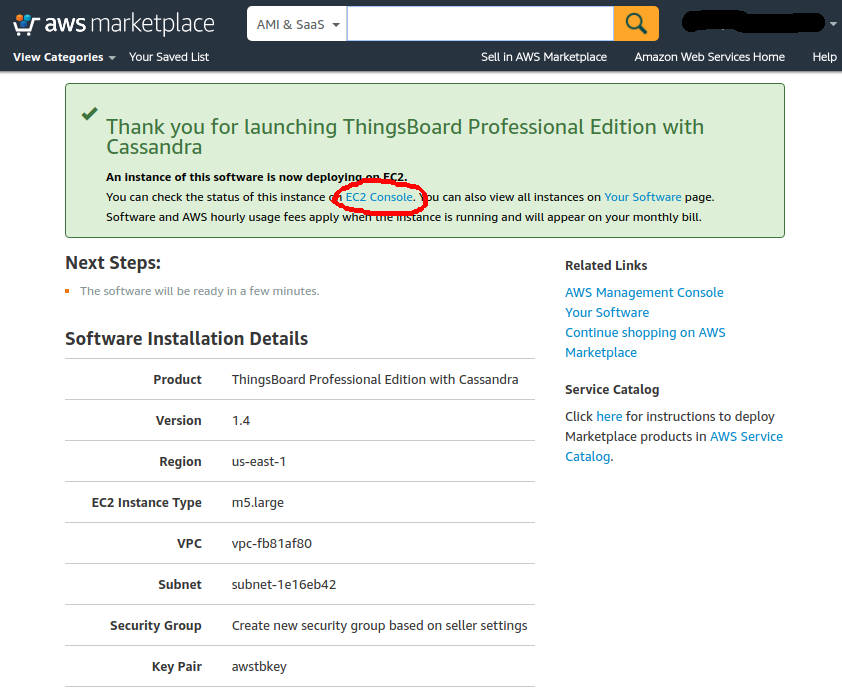 aws marketplace
AMI & SaaS
View Categories
Your Saved List
Sell in AWS Marketplace
Amazon Web Services Home
Help
Thank you for launching ThingsBoard Professional Edition with
Cassandra
An instance of this software is now deploying on EC2.
You can check the status of this instance on EC2 Console. You can also view all instances on Your Software page.
Software and AWS hourly usage fees apply when the instance is running and will appear on your monthly bill.
Next Steps:
The software will be ready in a few minutes.
Software Installation Details
Product ThingsBoard Professional Edition with Cassandra
Version 1.4
Region us-east-1
EC2 Instance Type m5.large
VPC vpc-fb81af80
Subnet subnet-1e16eb42
Security Group Create new security group based on seller settings
Key Pair awstbkey
Related Links
AWS Management Console
Your Software
Continue shopping on AWS
Marketplace
Service Catalog
Click here for instructions to deploy
Marketplace products in AWS Service
Catalog.